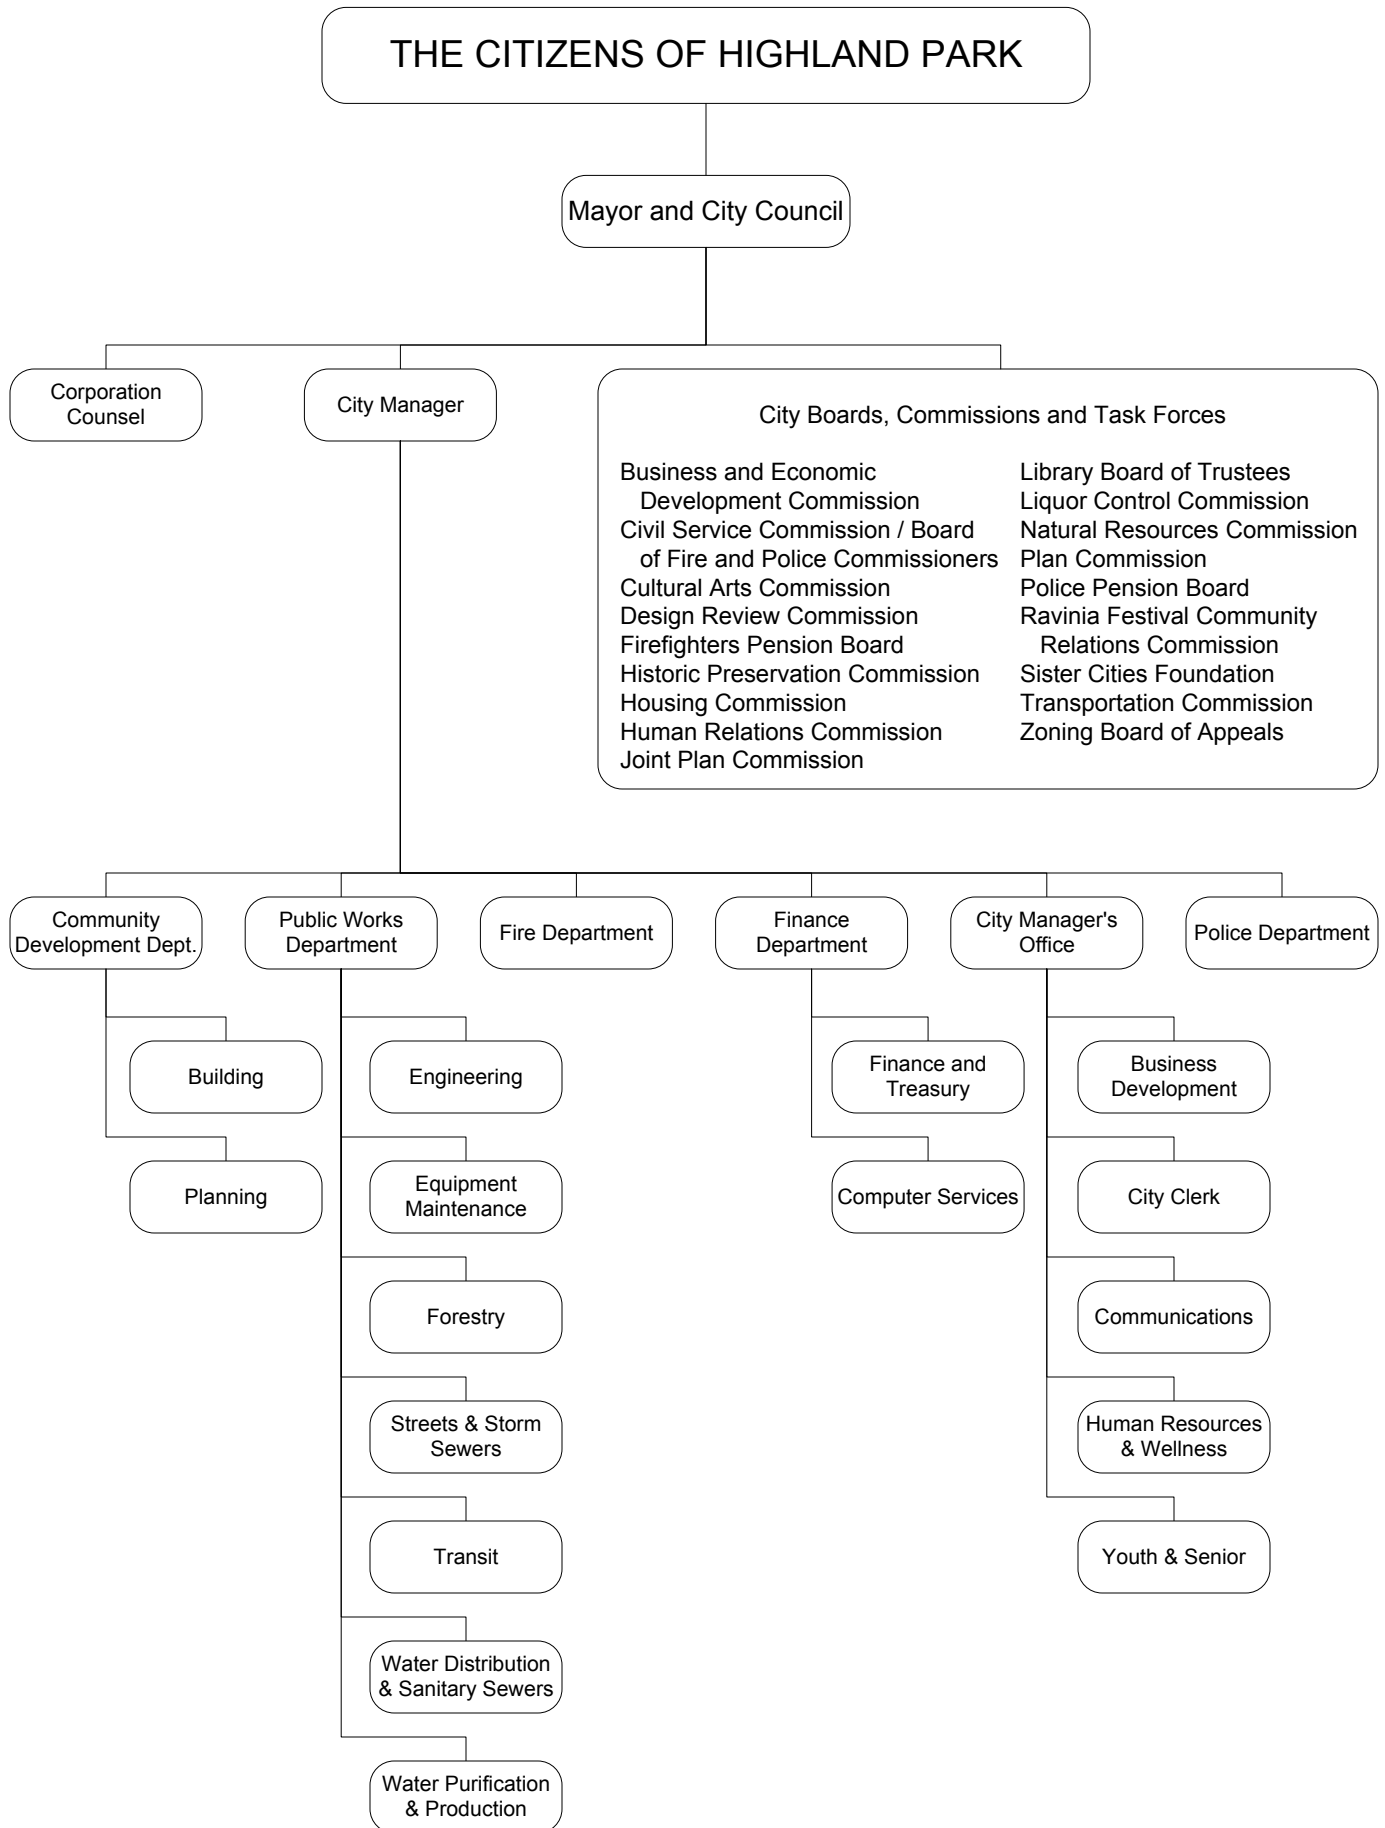 THE CITIZENS OF HIGHLAND PARK
Mayor and City Council
Corporation
Counsel
City Manager
City Boards, Commissions and Task Forces
Business and Economic
Development Commission
Civil Service Commission / Board
of Fire and Police Commissioners
Cultural Arts Commission
Design Review Commission
Firefighters Pension Board
Historic Preservation Commission
Housing Commission
Human Relations Commission
Joint Plan Commission
Library Board of Trustees
Liquor Control Commission
Natural Resources Commission
Plan Commission
Police Pension Board
Ravinia Festival Community
Relations Commission
Sister Cities Foundation
Transportation Commission
Zoning Board of Appeals
Community
Development Dept.
Public Works
Department
Fire Department
Finance
Department
City Manager's
Office
Police Department
Building
Planning
Engineering
Equipment
Maintenance
Forestry
Streets & Storm
Sewers
Transit
Water Distribution
& Sanitary Sewers
Water Purification
& Production
Finance and
Treasury
Computer Services
Business
Development
City Clerk
Communications
Human Resources
& Wellness
Youth & Senior